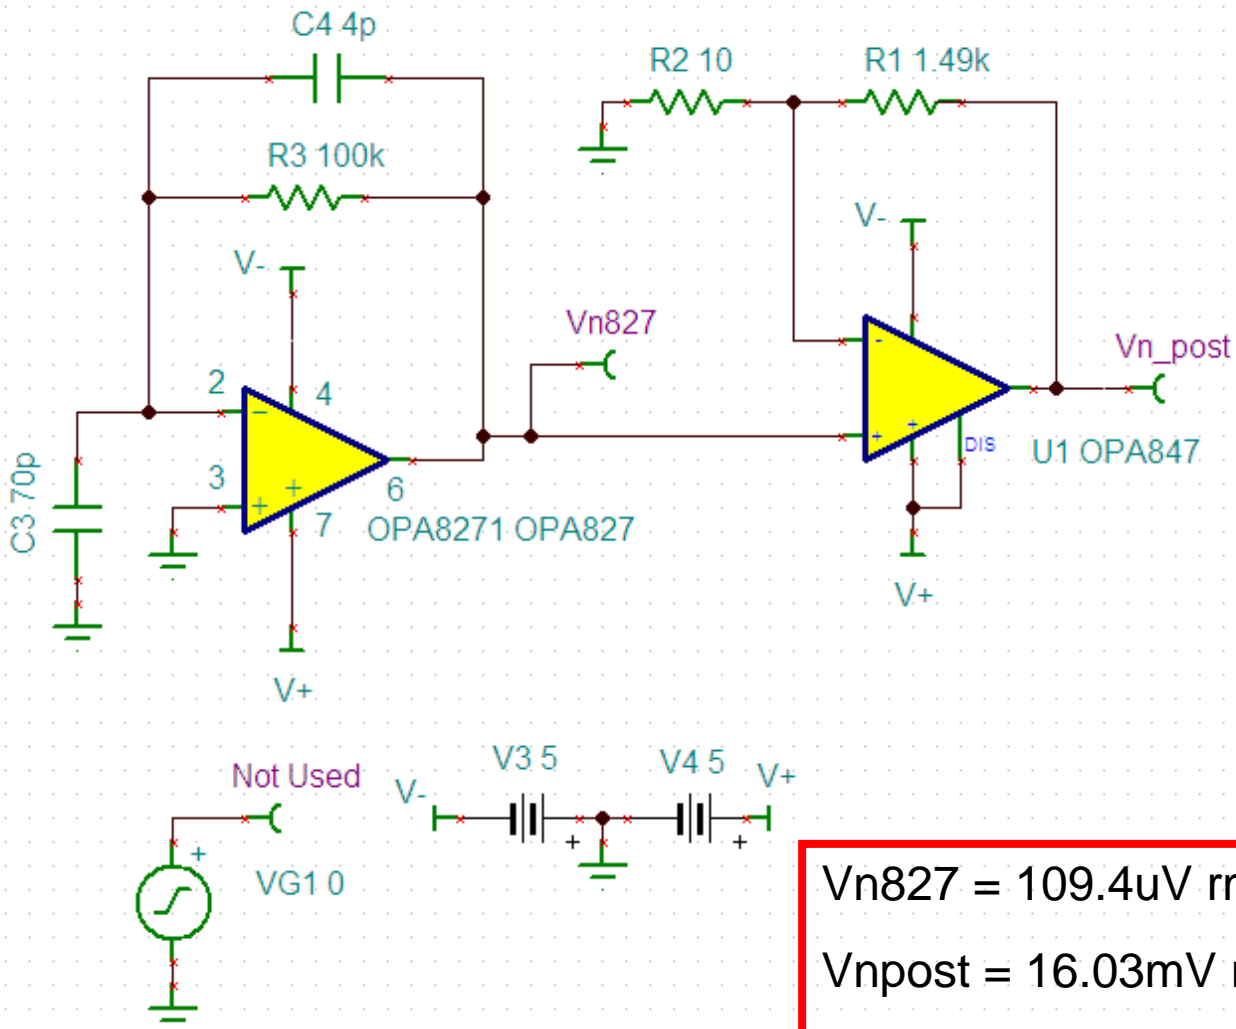 C4 4p
R2 10
R1 1.49k
R3 100k
V-
V-
Vn827
Vn_post
2
4
-
-
3
+
+
6
7
+
+
DIS
U1 OPA847
C3 70p
OPA8271 OPA827
V+
V+
Not Used
V-
V3 5
V4 5
V+
+
+
+
VG1 0
Vn827 = 109.4uV
Vnpost = 16.03mV